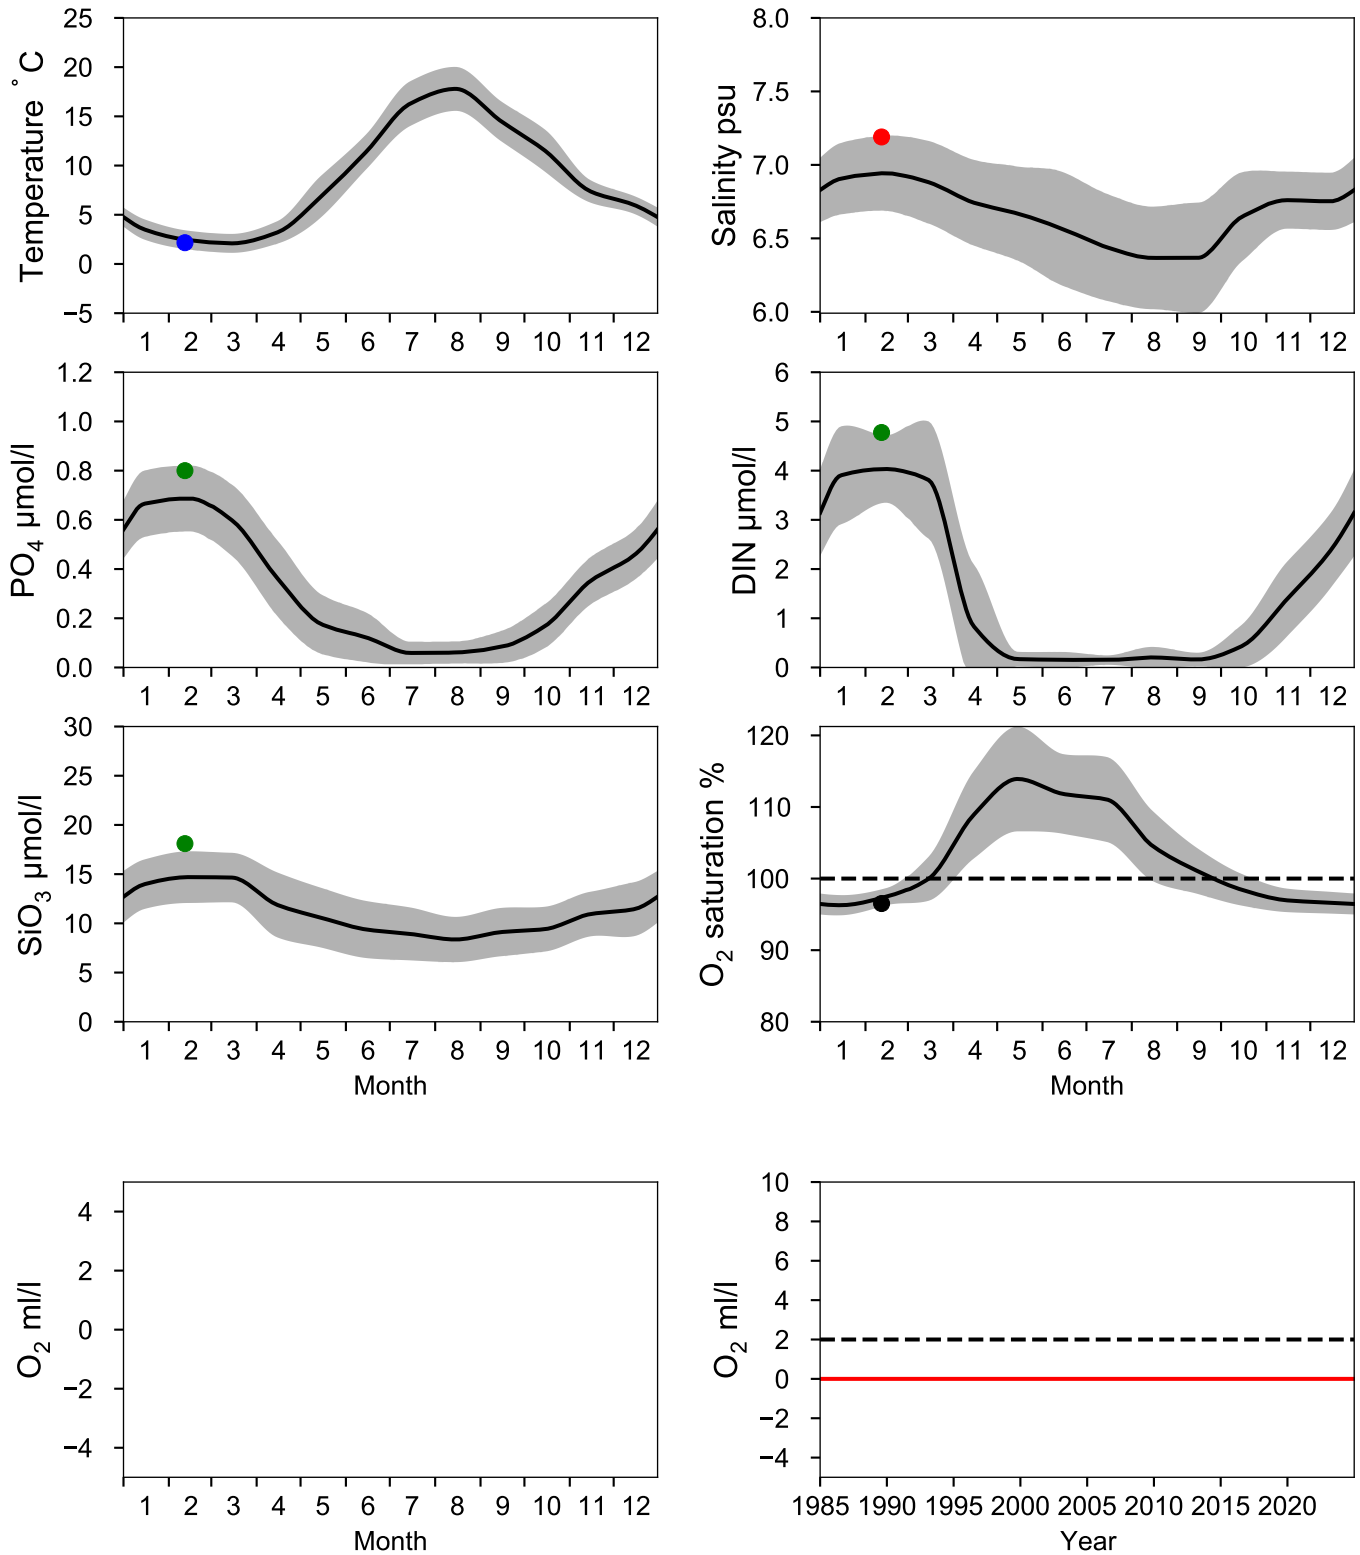 Temperature °C
25
20
15
10
5
0
−5
1 2 3 4 5 6 7 8 9 10 11 12
Salinity psu
8.0
7.5
7.0
6.5
6.0
1 2 3 4 5 6 7 8 9 10 11 12
PO4 µmol/l
1.2
1.0
0.8
0.6
0.4
0.2
0.0
1 2 3 4 5 6 7 8 9 10 11 12
DIN µmol/l
6
5
4
3
2
1
0
1 2 3 4 5 6 7 8 9 10 11 12
SiO3 µmol/l
30
25
20
15
10
5
0
1 2 3 4 5 6 7 8 9 10 11 12
Month
O2 saturation %
120
110
100
90
80
1 2 3 4 5 6 7 8 9 10 11 12
Month
O2 ml/l
4
2
0
−2
−4
1 2 3 4 5 6 7 8 9 10 11 12
Month
O2 ml/l
10
8
6
4
2
0
−2
−4
1985 1990 1995 2000 2005 2010 2015 2020
Year